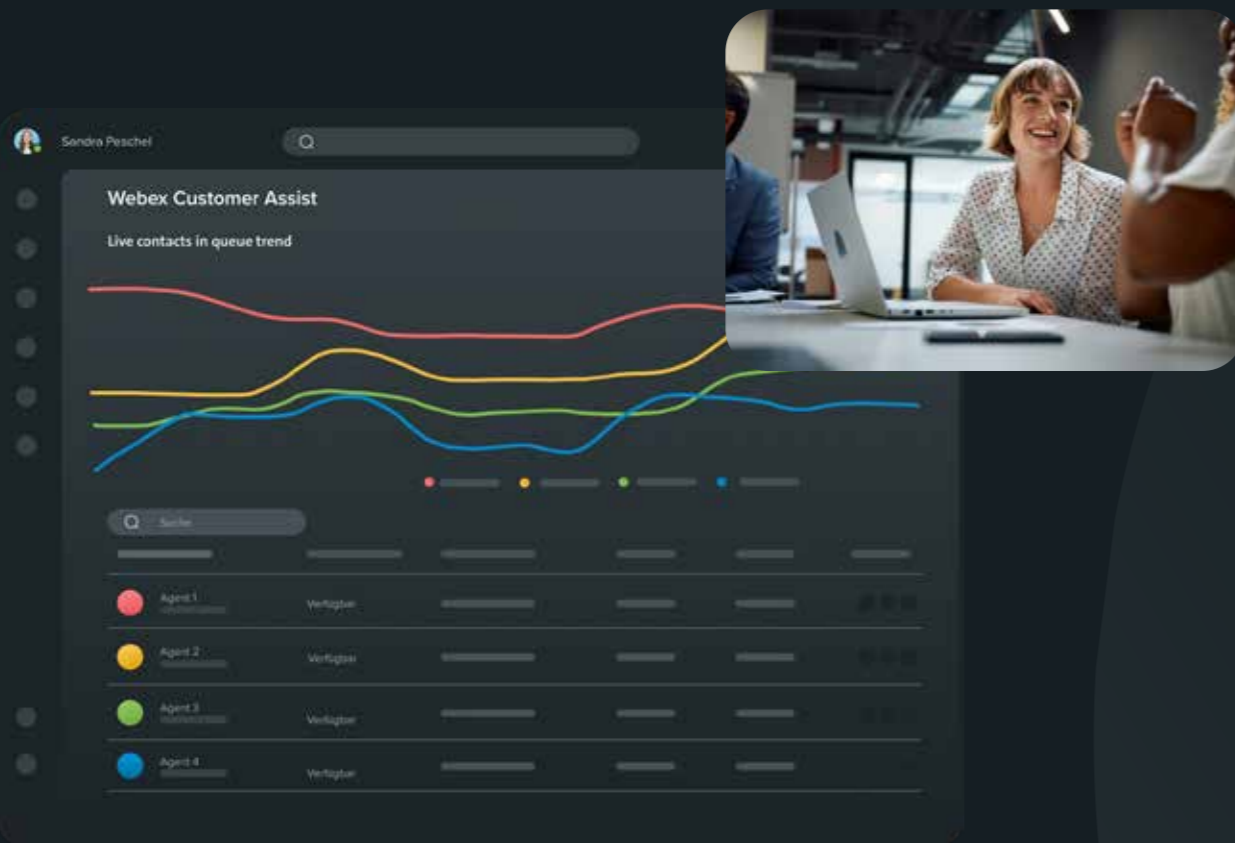 Sandra Peschel
Webex Customer Assist
Live contacts in queue trend
Suche
Agent 1
Verfügbar
Agent 2
Verfügbar
Agent 3
Verfügbar
Agent 4
Verfügbar